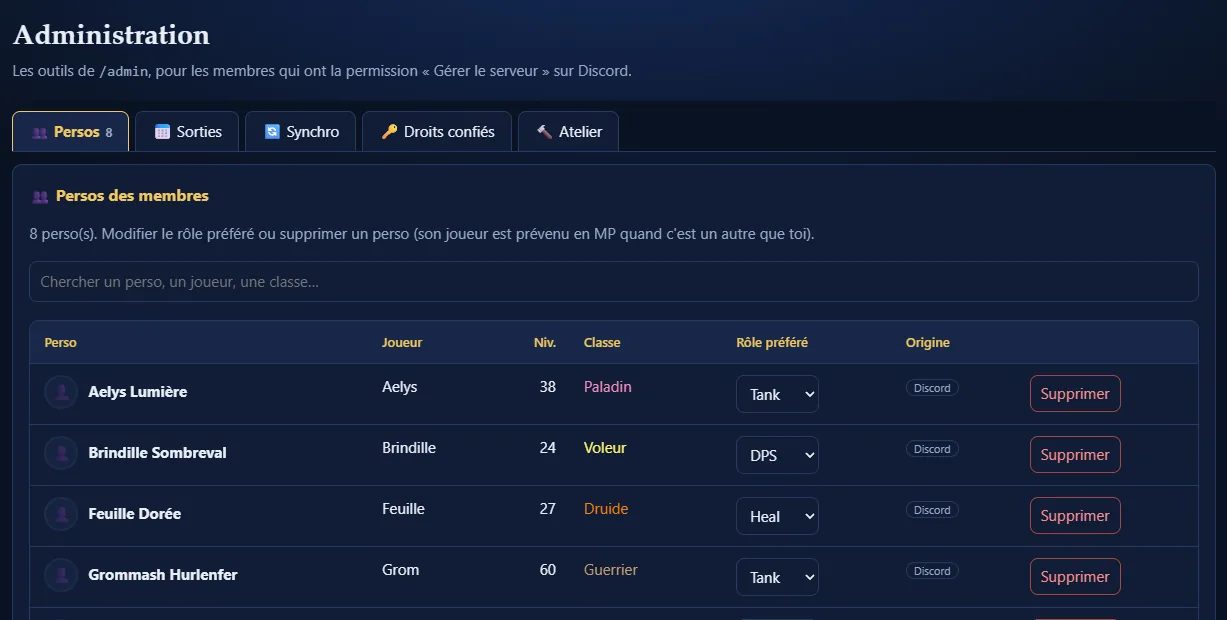 Administration
Les outils de /admin, pour les membres qui ont la permission « Gérer le serveur » sur Discord.
Persos 8 Sorties Synchro Droits confiés Atelier
Persos des membres
8 perso(s). Modifier le rôle préféré ou supprimer un perso (son joueur est prévenu en MP quand c'est un autre que toi).
Chercher un perso, un joueur, une classe...
Perso Joueur Niv. Classe Rôle préféré Origine
Aelys Lumière Aelys 38 Paladin Tank Discord Supprimer
Brindille Sombreval Brindille 24 Voleur DPS Discord Supprimer
Feuille Dorée Feuille 27 Druide Heal Discord Supprimer
Grommash Hurlenfer Grom 60 Guerrier Tank Discord Supprimer